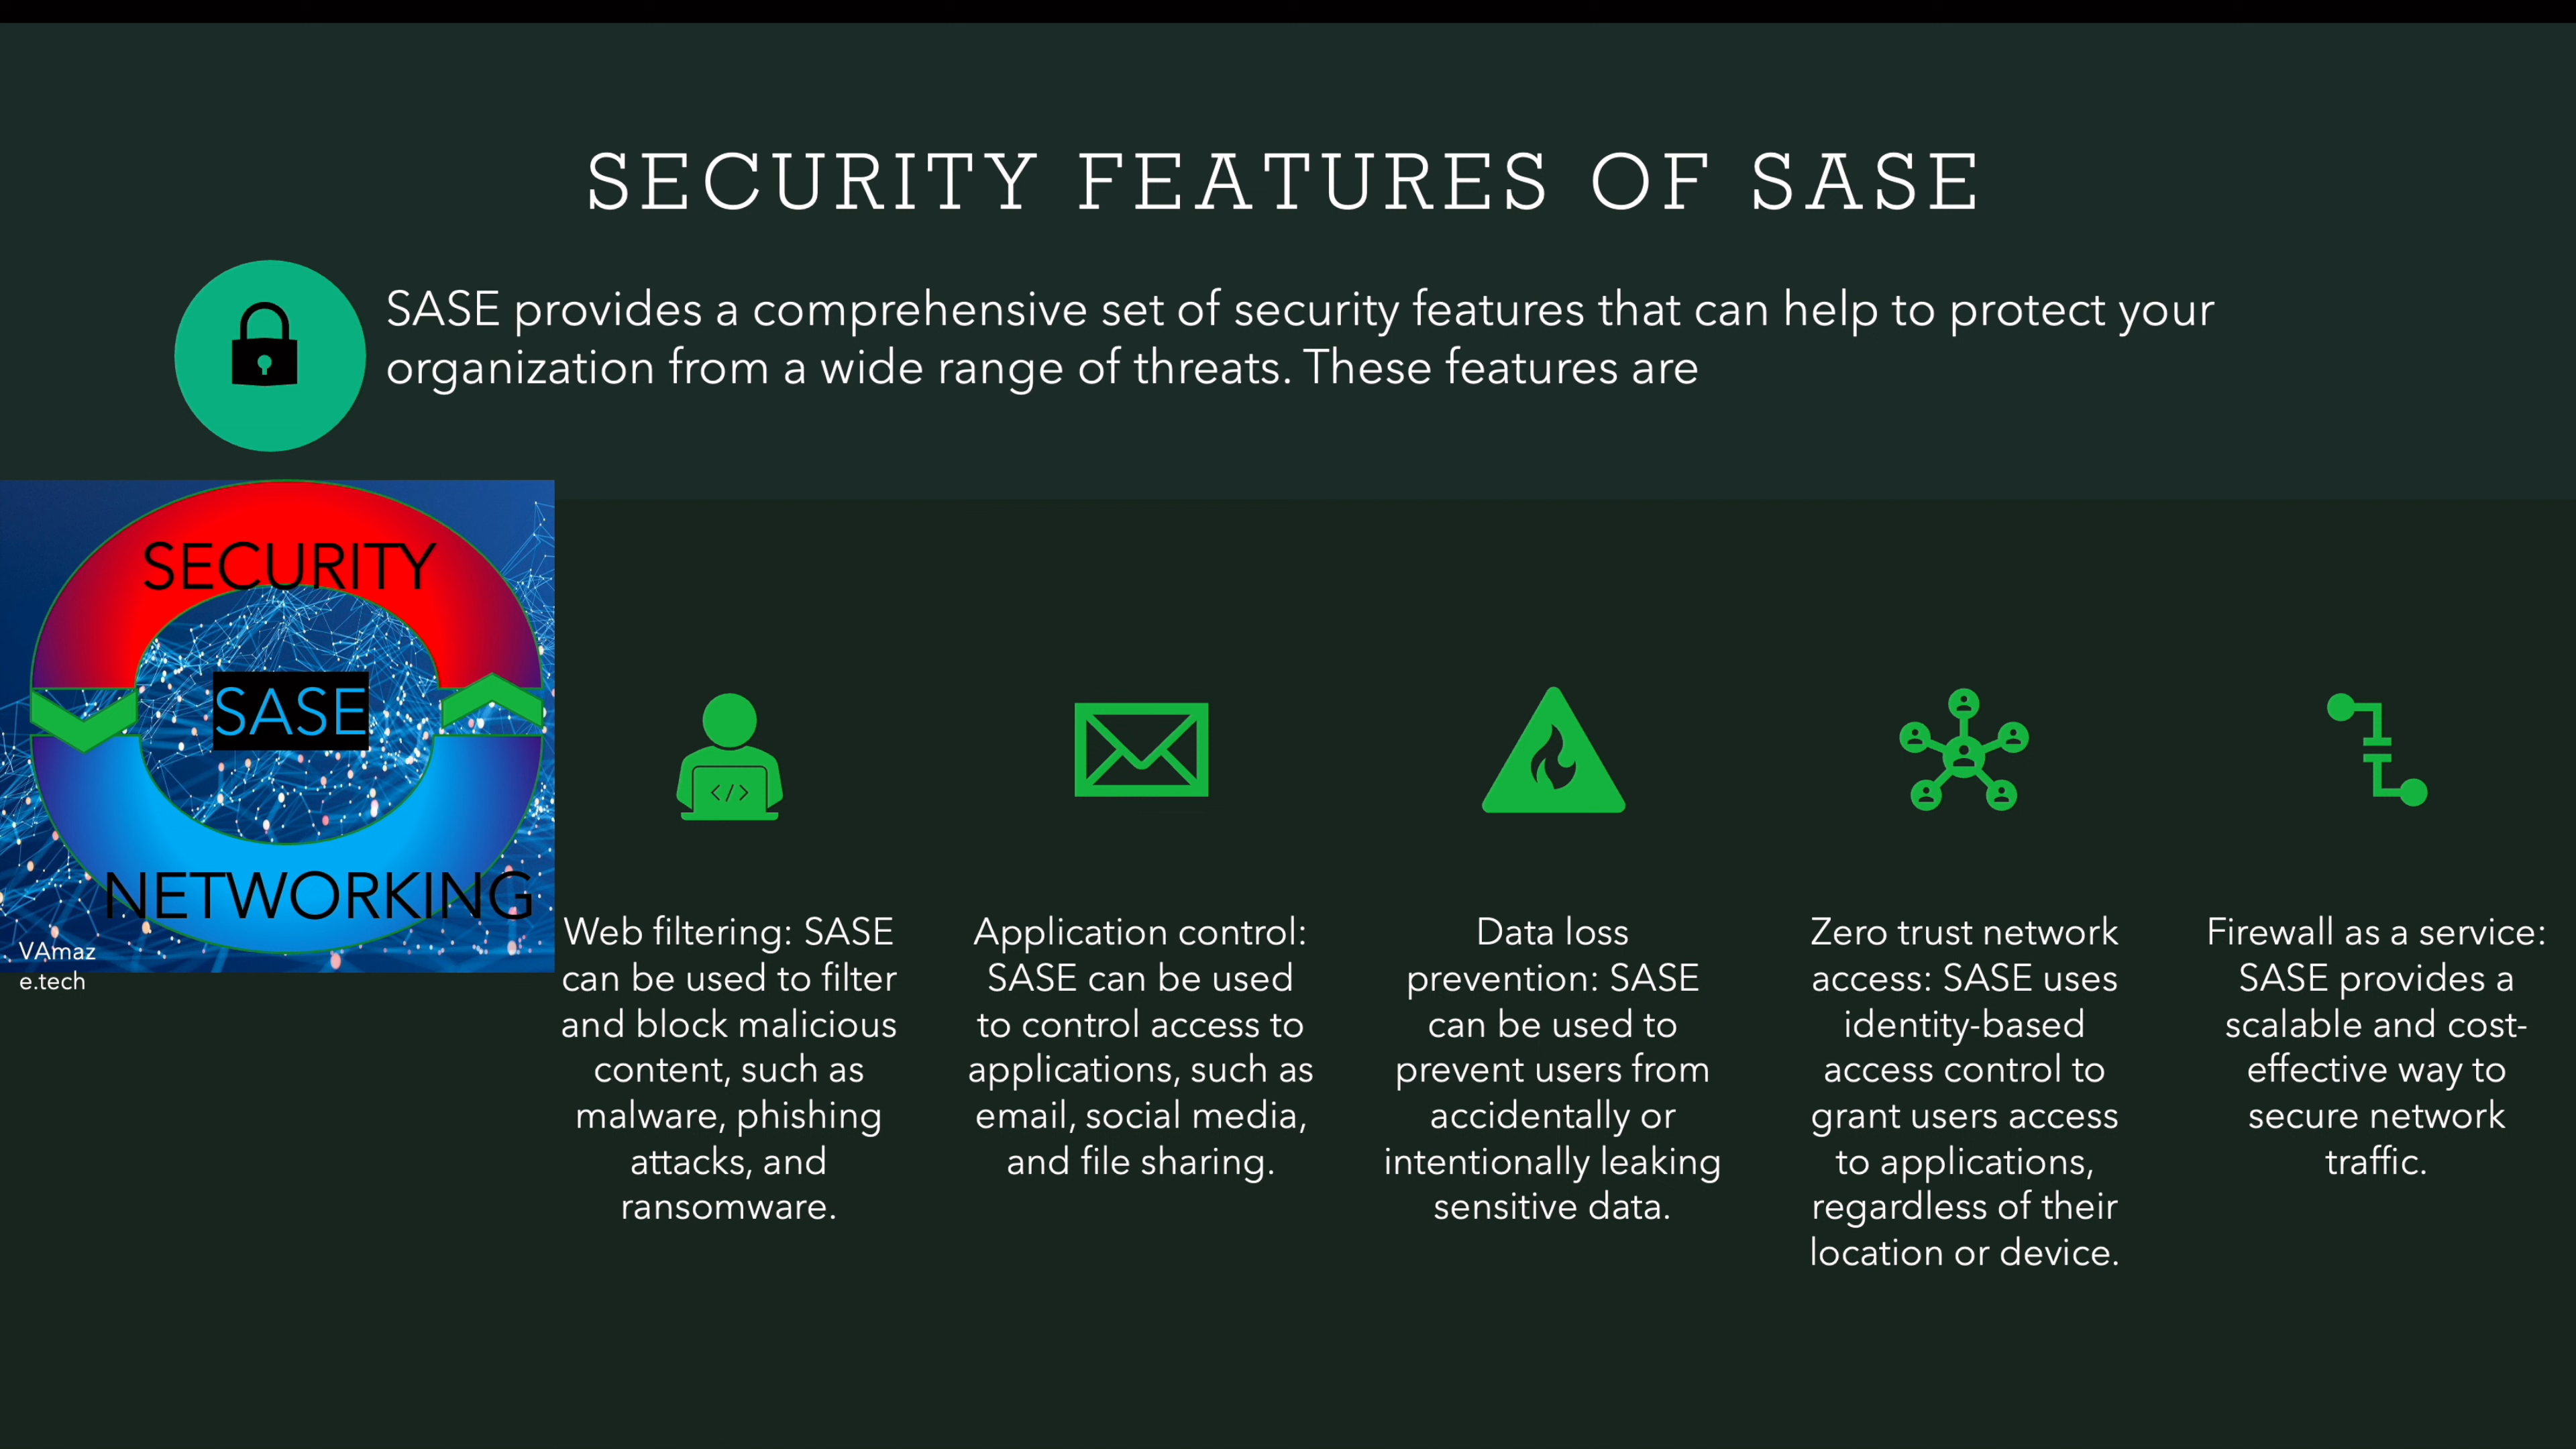 SECURITY FEATURES OF SASE
SASE provides a comprehensive set of security features that can help to protect your
organization from a wide range of threats. These features are
SECURITY
SASE
NETWORKING
VAmaz
e.tech
</>
Web filtering: SASE
can be used to filter
and block malicious
content, such as
malware, phishing
attacks, and
ransomware.
Application control:
SASE can be used
to control access to
applications, such as
email, social media,
and file sharing.
Data loss
prevention: SASE
can be used to
prevent users from
accidentally or
intentionally leaking
sensitive data.
Zero trust network
access: SASE uses
identity-based
access control to
grant users access
to applications,
regardless of their
location or device.
Firewall as a service:
SASE provides a
scalable and cost-
effective way to
secure network
traffic.